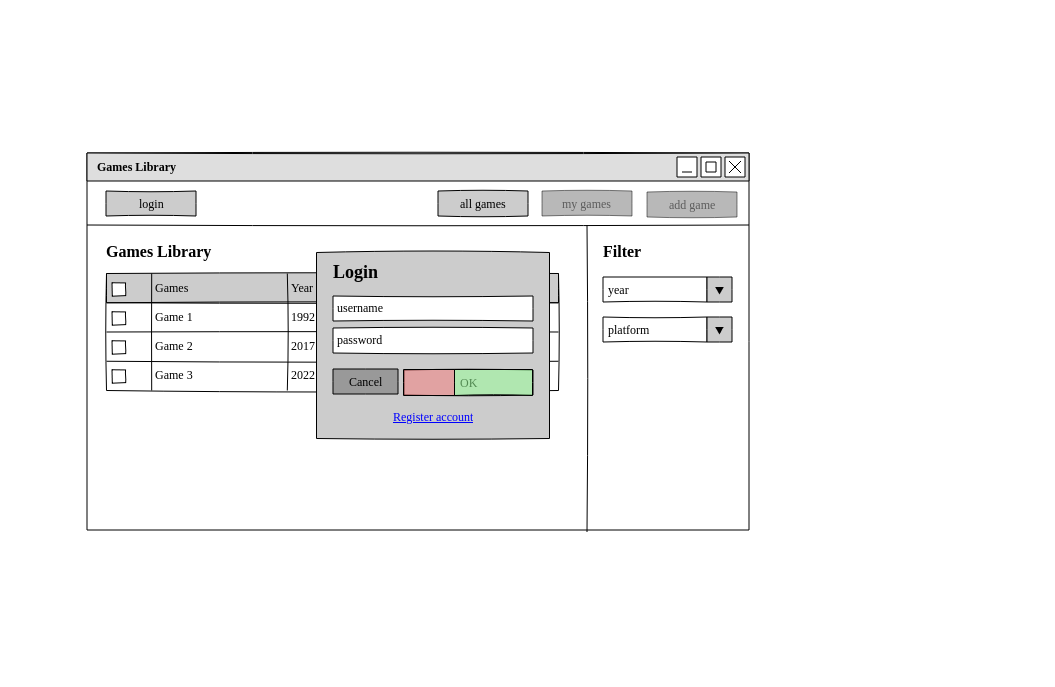 Games Library
login
all games
my games
add game
Games Library
Games
Year
Game 1
1992
Game 2
2017
Game 3
2022
Login
username
password
Cancel
OK
Register account
Filter
year
platform